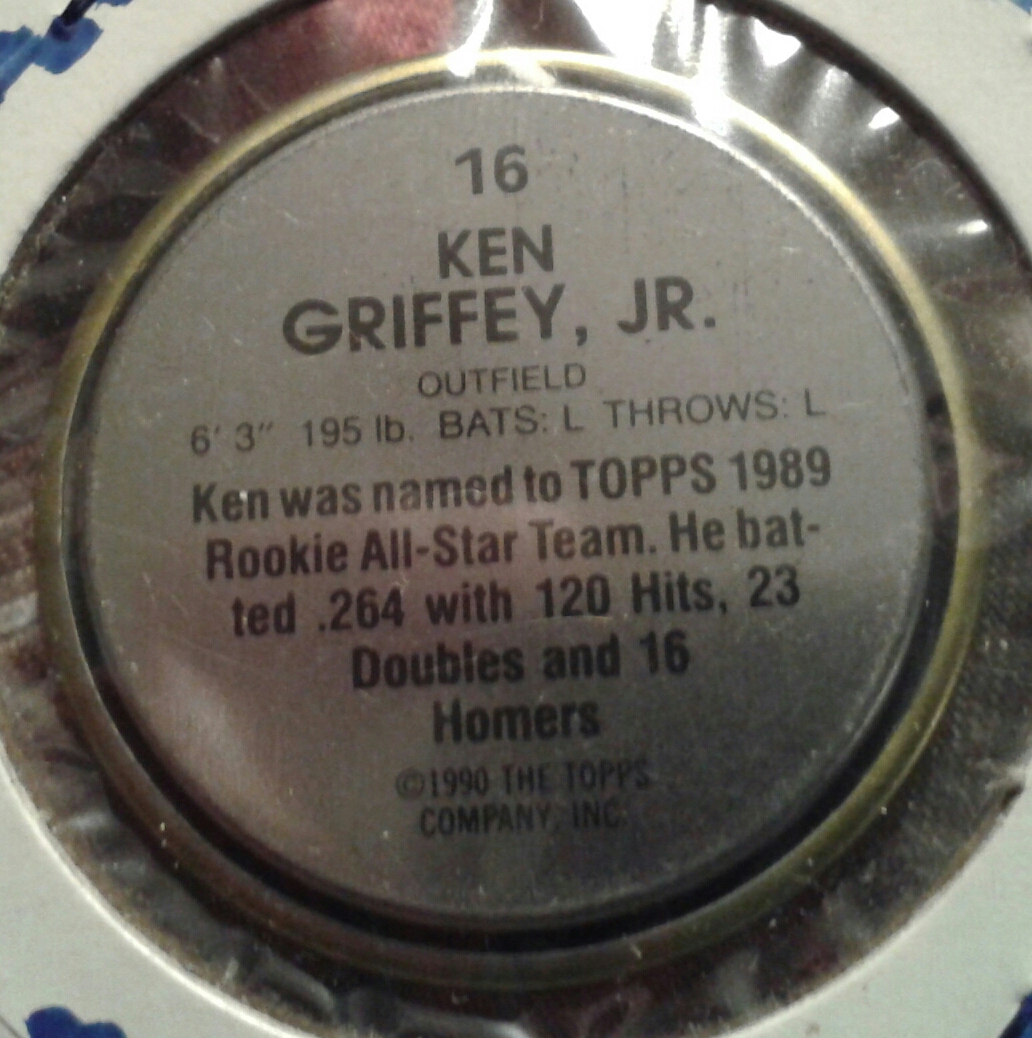 16
KEN
GRIFFEY, JR.
OUTFIELD
6' 3" 195 lb. BATS: L THROWS: L
Ken was named to TOPPS 1989
Rookie All-Star Team. He bat-
ted .264 with 120 Hits, 23
Doubles and 16
Homers
©1990 THE TOPPS
COMPANY, INC.